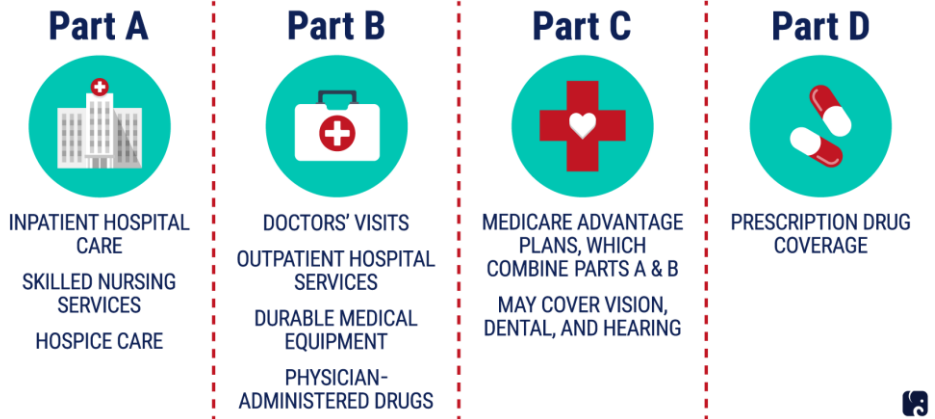 Part A
INPATIENT HOSPITAL
CARE
SKILLED NURSING
SERVICES
HOSPICE CARE
Part B
DOCTORS' VISITS
OUTPATIENT HOSPITAL
SERVICES
DURABLE MEDICAL
EQUIPMENT
PHYSICIAN-
ADMINISTERED DRUGS
Part C
MEDICARE ADVANTAGE
PLANS, WHICH
COMBINE PARTS A & B
MAY COVER VISION,
DENTAL, AND HEARING
Part D
PRESCRIPTION DRUG
COVERAGE